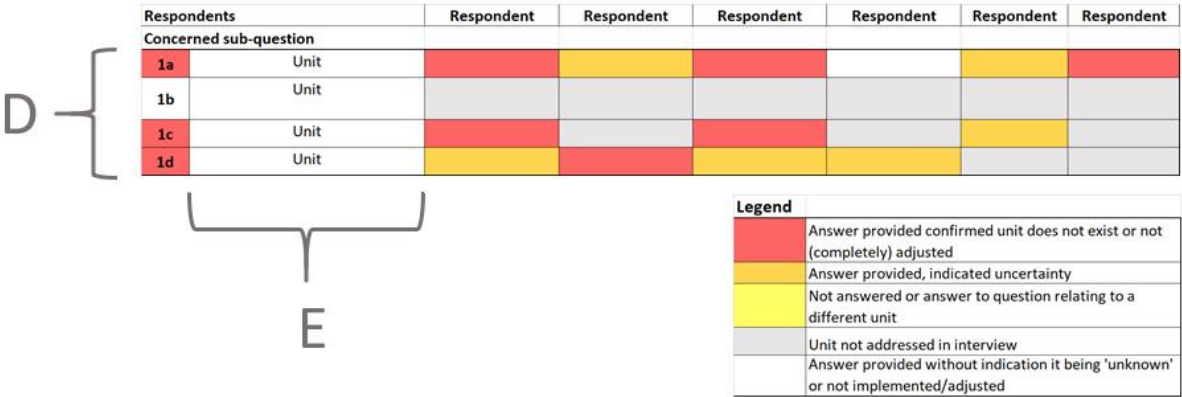 Respondents Respondent Respondent Respondent Respondent Respondent Respondent
Concerned sub-question
1a Unit
1b Unit
1c Unit
1d Unit
D
E
Legend
Answer provided confirmed unit does not exist or not
(completely) adjusted
Answer provided, indicated uncertainty
Not answered or answer to question relating to a
different unit
Unit not addressed in interview
Answer provided without indication it being 'unknown'
or not implemented/adjusted